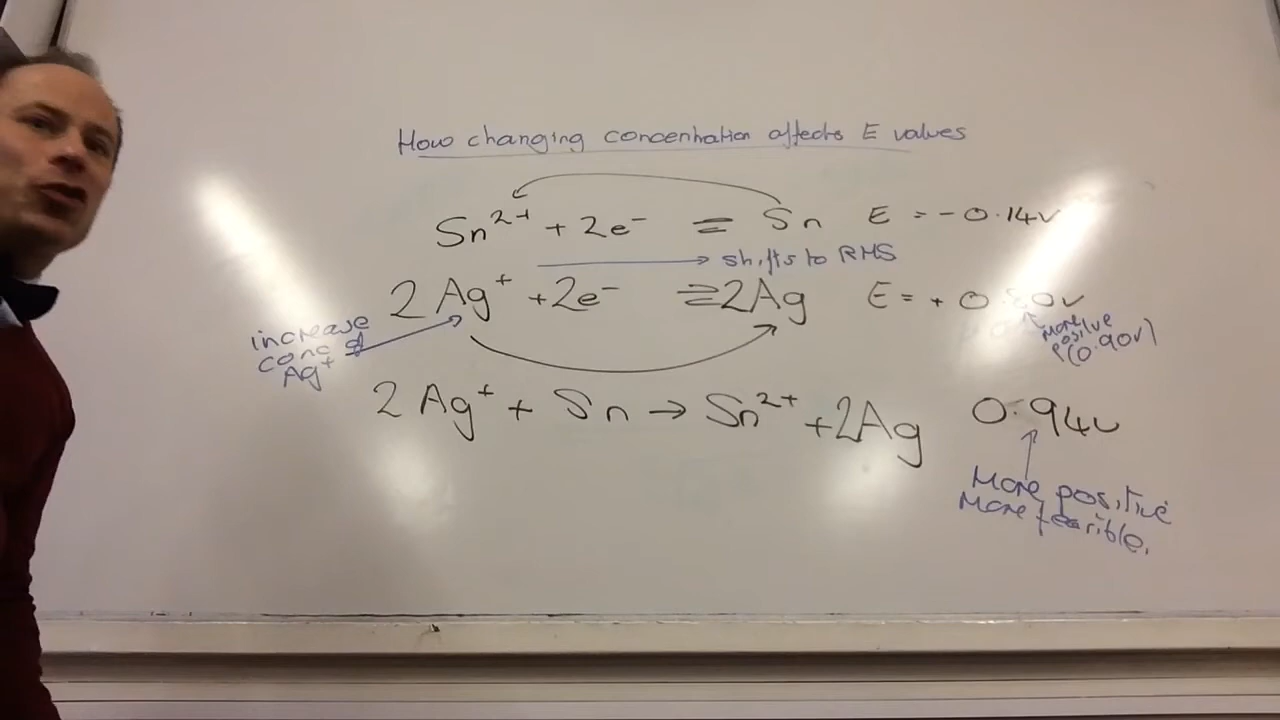 How changing concentration affects E values
Sn²⁺ + 2e⁻ ⇌ Sn E = -0.14V
shifts to RHS
2Ag⁺ + 2e⁻ ⇌ 2Ag E = + 0.80V
more
positive
(0.90V)
increase
conc of
Ag⁺
2Ag⁺ + Sn → Sn²⁺ + 2Ag 0.94V
More positive
More feasible.